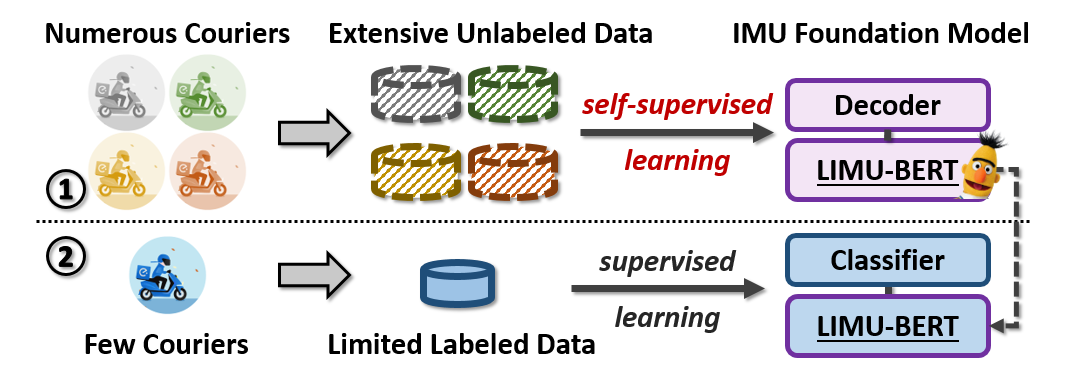 Numerous Couriers
Extensive Unlabeled Data
IMU Foundation Model
self-supervised
learning
Decoder
LIMU-BERT
1
2
Few Couriers
Limited Labeled Data
supervised
learning
Classifier
LIMU-BERT